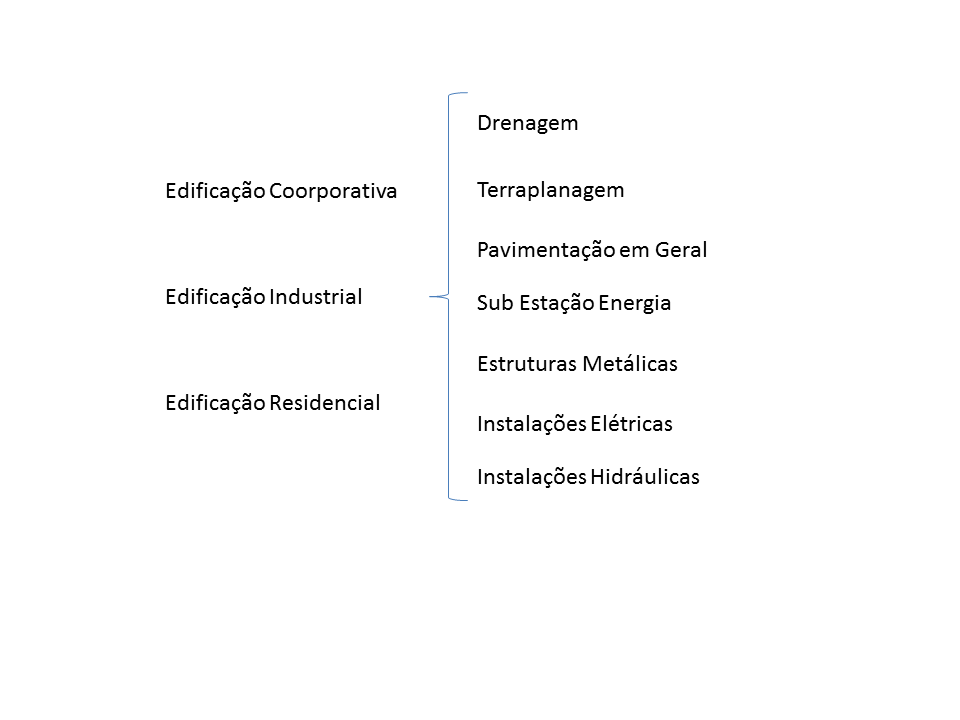 Edificação Coorporativa
Edificação Industrial
Edificação Residencial
Drenagem
Terraplanagem
Pavimentação em Geral
Sub Estação Energia
Estruturas Metálicas
Instalações Elétricas
Instalações Hidráulicas